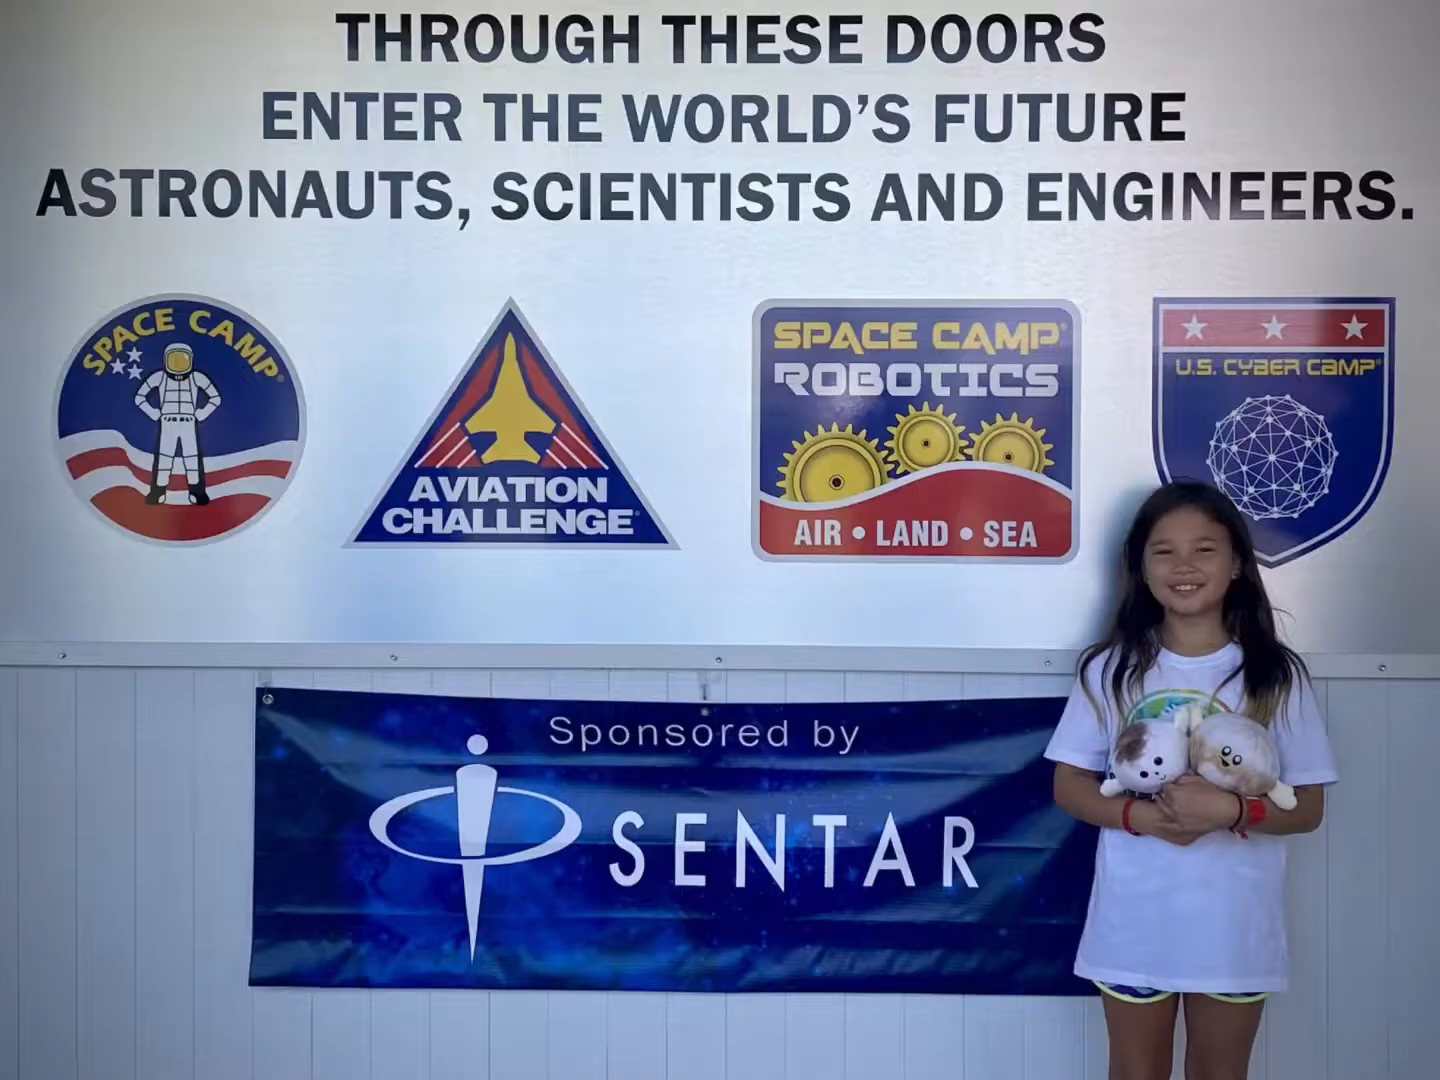 THROUGH THESE DOORS
ENTER THE WORLD'S FUTURE
ASTRONAUTS, SCIENTISTS AND ENGINEERS.
SPACE CAMP®
AVIATION
CHALLENGE®
SPACE CAMP®
ROBOTICS
AIR • LAND • SEA
U.S. CYBER CAMP®
Sponsored by
SENTAR